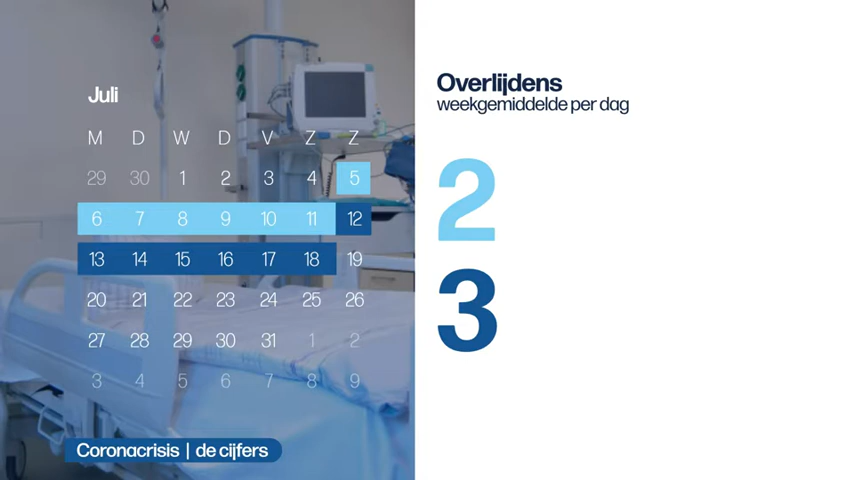 Juli
M D W D V Z Z
29 30 1 2 3 4 5
6 7 8 9 10 11 12
13 14 15 16 17 18 19
20 21 22 23 24 25 26
27 28 29 30 31 1 2
3 4 5 6 7 8 9
Coronacrisis | de cijfers
Overlijdens
weekgemiddelde per dag
2
3